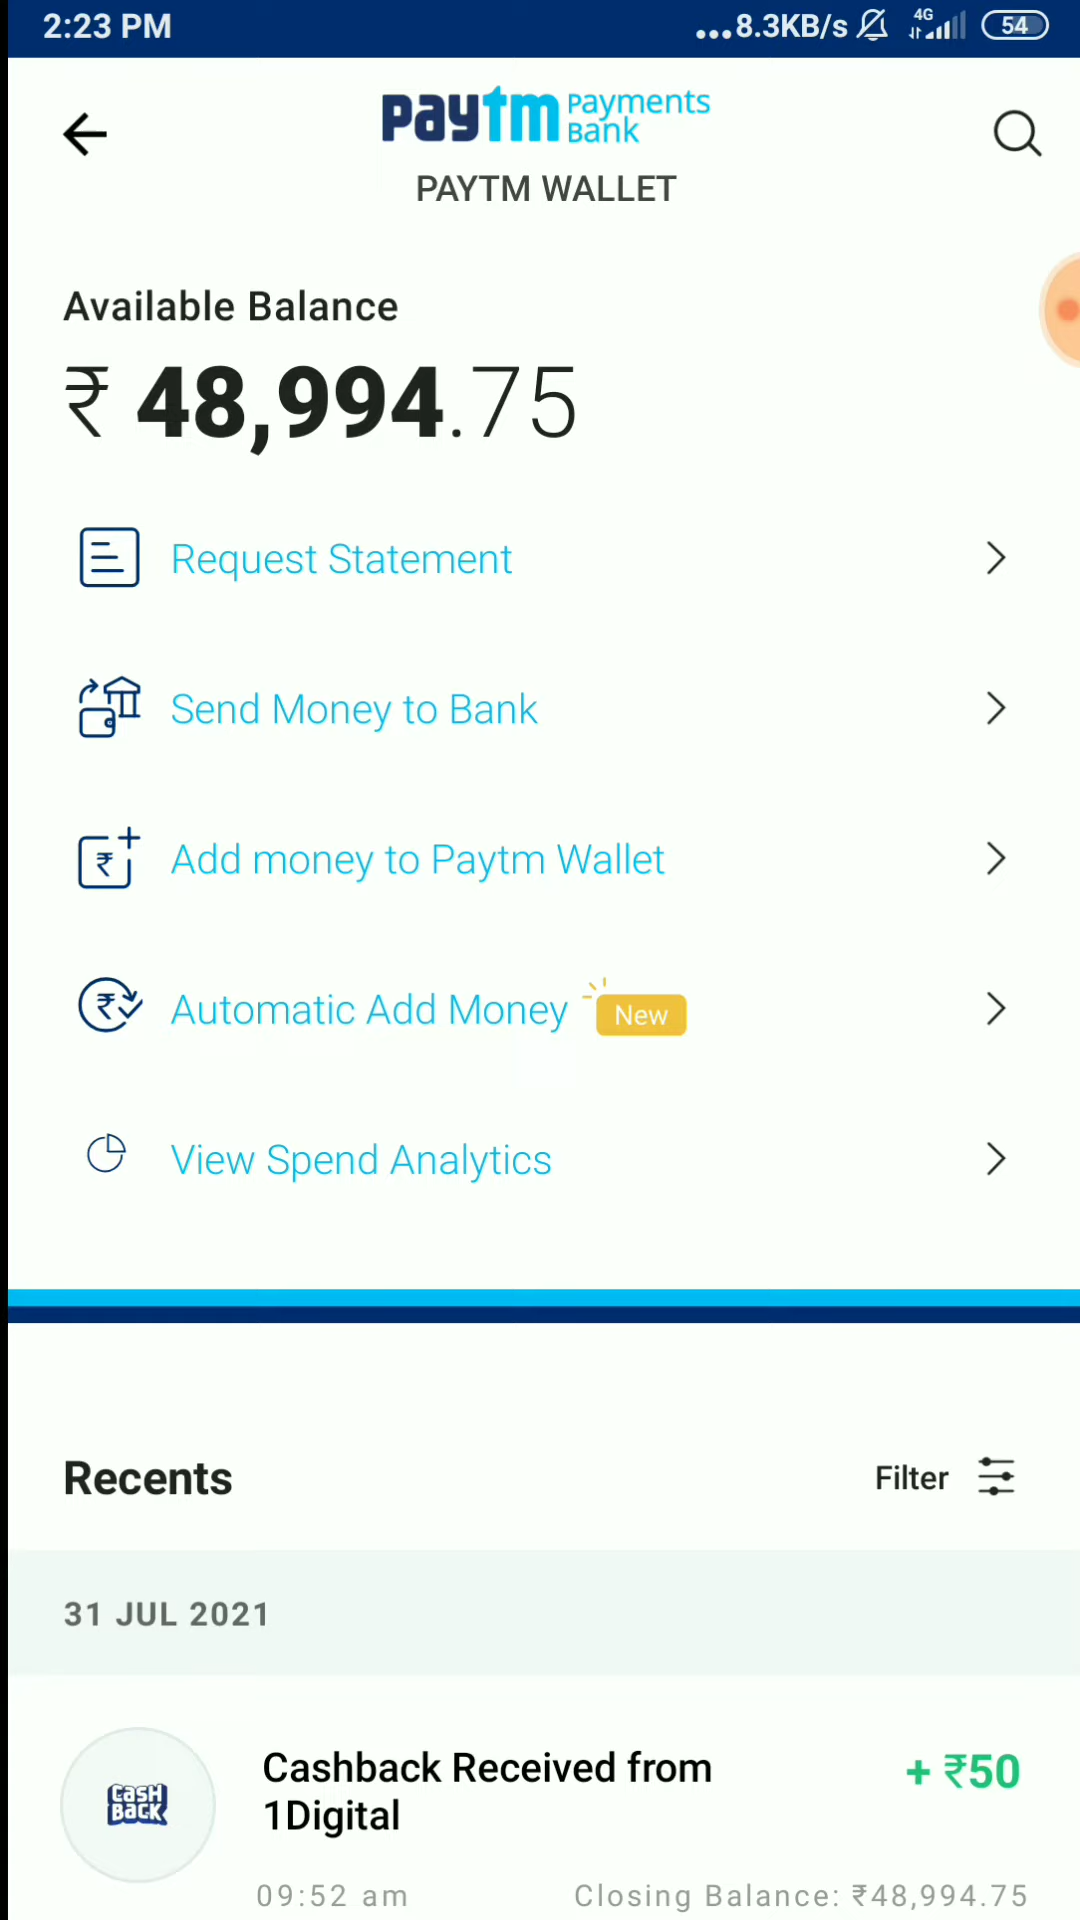 2:23 PM
...8.3KB/s 4G 54
paytm Payments Bank
PAYTM WALLET
Available Balance
₹ 48,994.75
Request Statement
Send Money to Bank
₹ Add money to Paytm Wallet
₹ Automatic Add Money New
View Spend Analytics
Recents Filter
31 JUL 2021
CASH BACK
Cashback Received from + ₹50
1Digital
09:52 am Closing Balance: ₹48,994.75